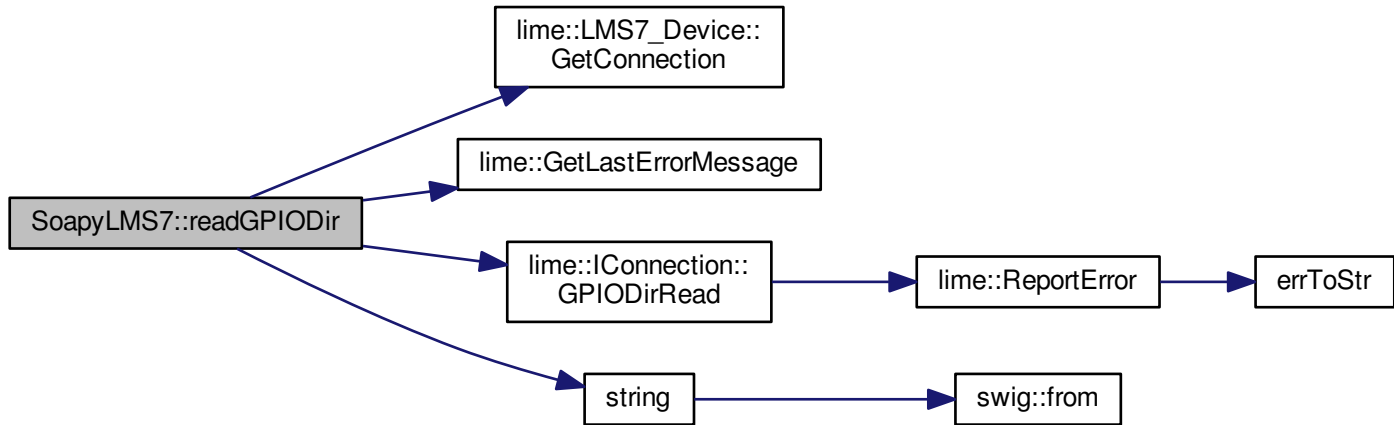 lime::LMS7_Device::
GetConnection
lime::GetLastErrorMessage
SoapyLMS7::readGPIODir
lime::IConnection::
GPIODirRead
lime::ReportError
errToStr
string
swig::from